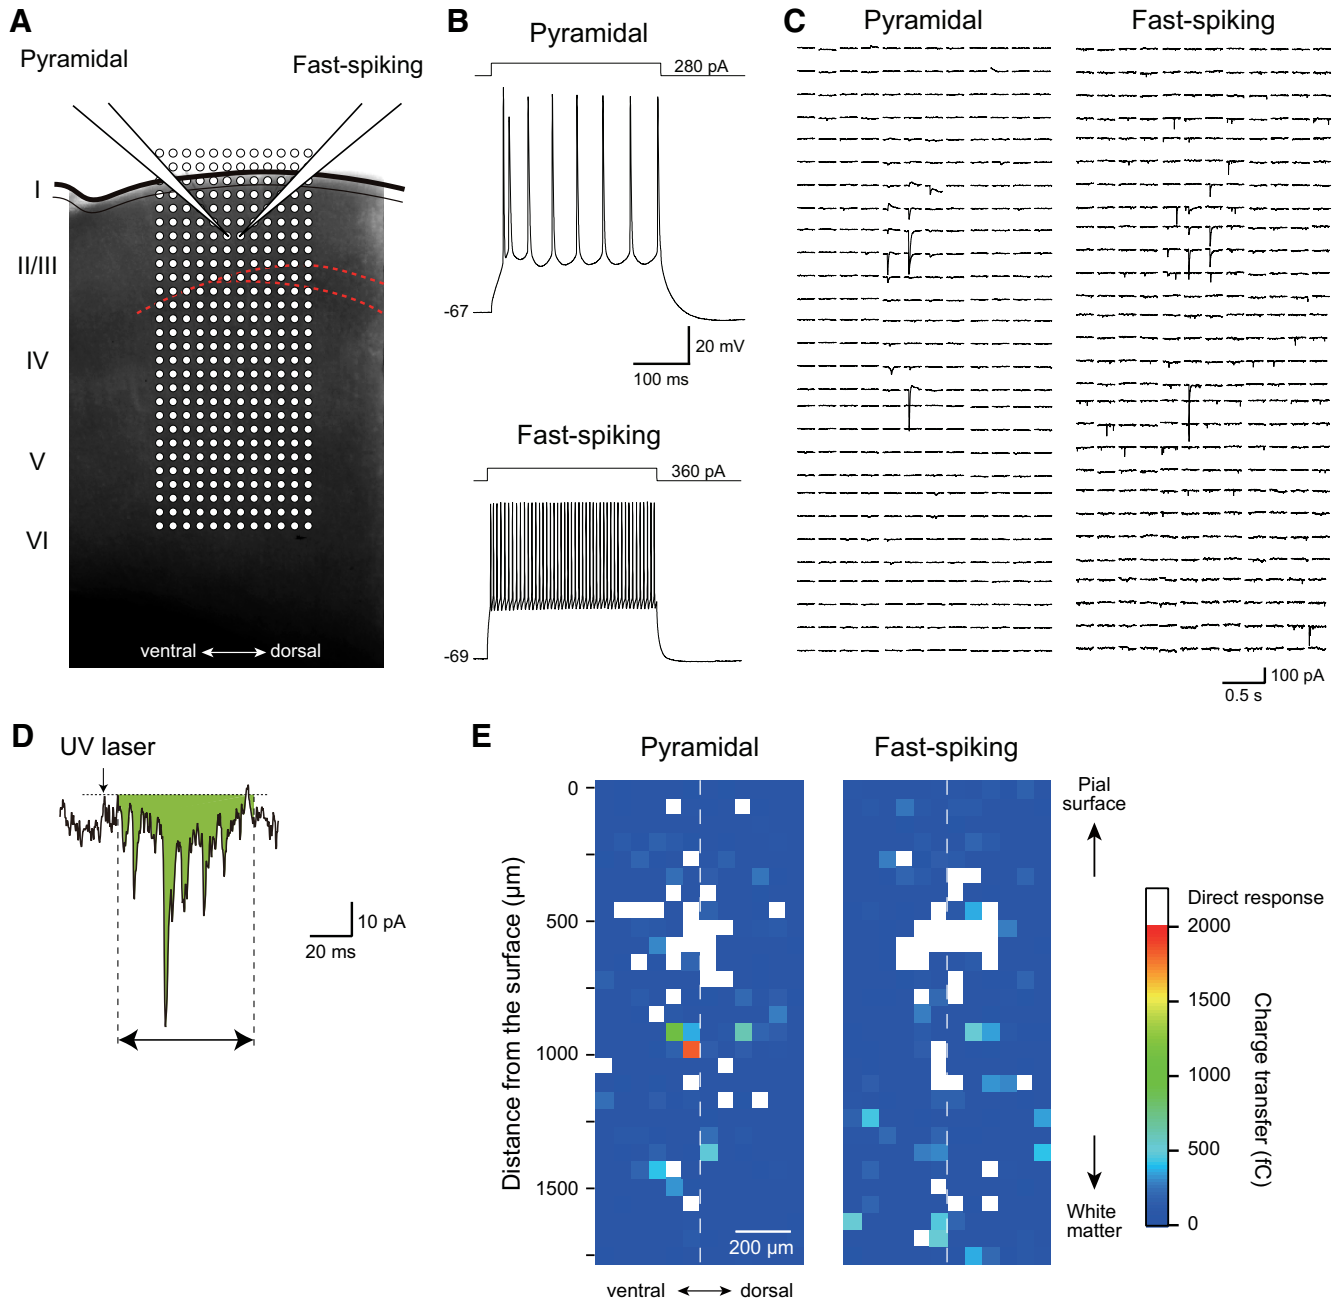 A
Pyramidal
Fast-spiking
I
II/III
IV
V
VI
ventral
dorsal
B
Pyramidal
280 pA
-67
20 mV
100 ms
Fast-spiking
360 pA
-69
C
Pyramidal
Fast-spiking
100 pA
0.5 s
D
UV laser
10 pA
20 ms
E
Pyramidal
Fast-spiking
Distance from the surface (µm)
0
500
1000
1500
200 µm
ventral
dorsal
Pial
surface
White
matter
Direct response
2000
1500
1000
500
0
Charge transfer (fC)